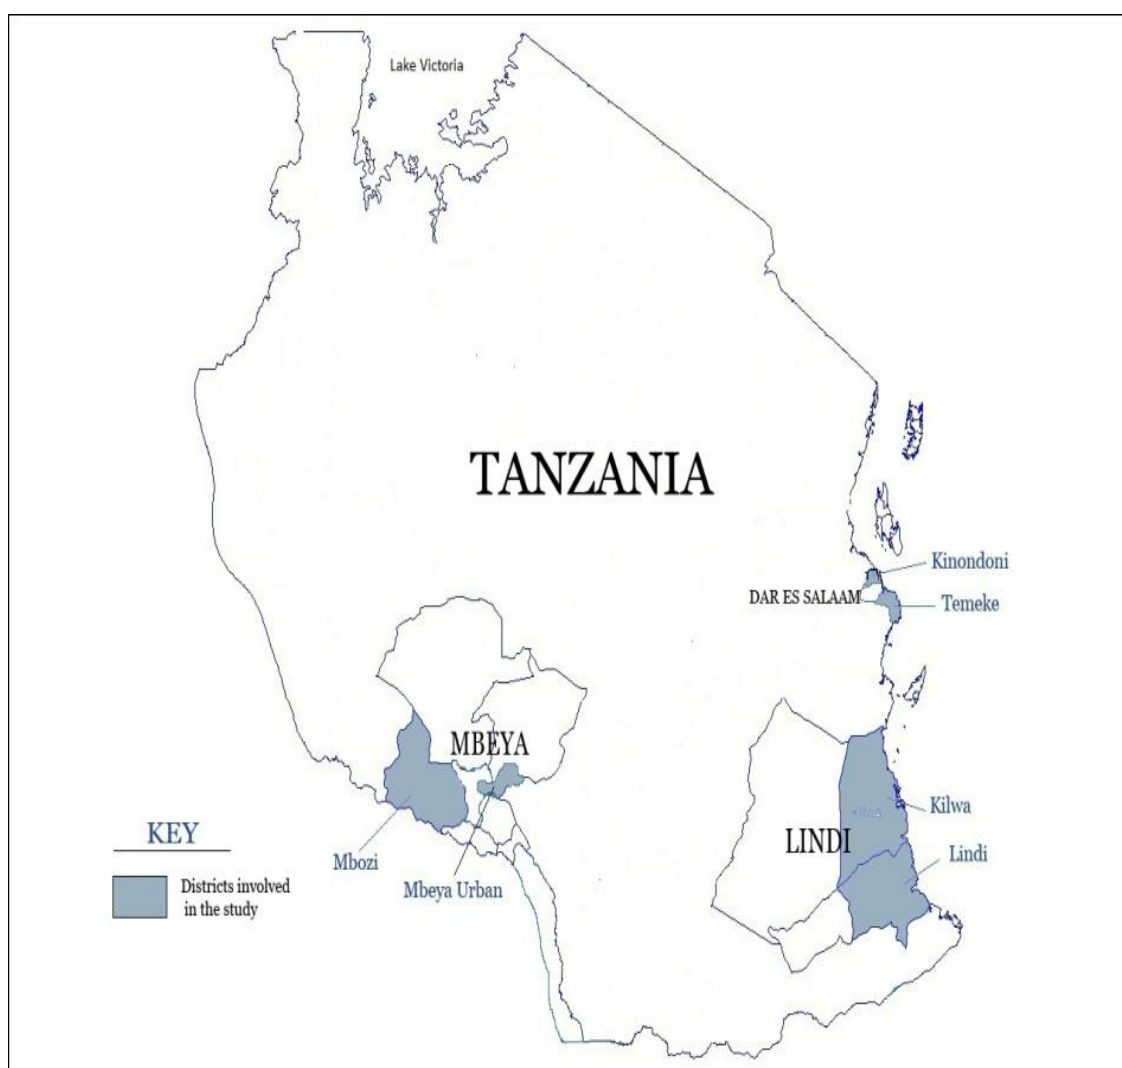 Lake Victoria
TANZANIA
Kinondoni
DAR ES SALAAM
Temeke
MBEYA
Kilwa
LINDI
Lindi
KEY
Mbozi
Mbeya Urban
Districts involved
in the study